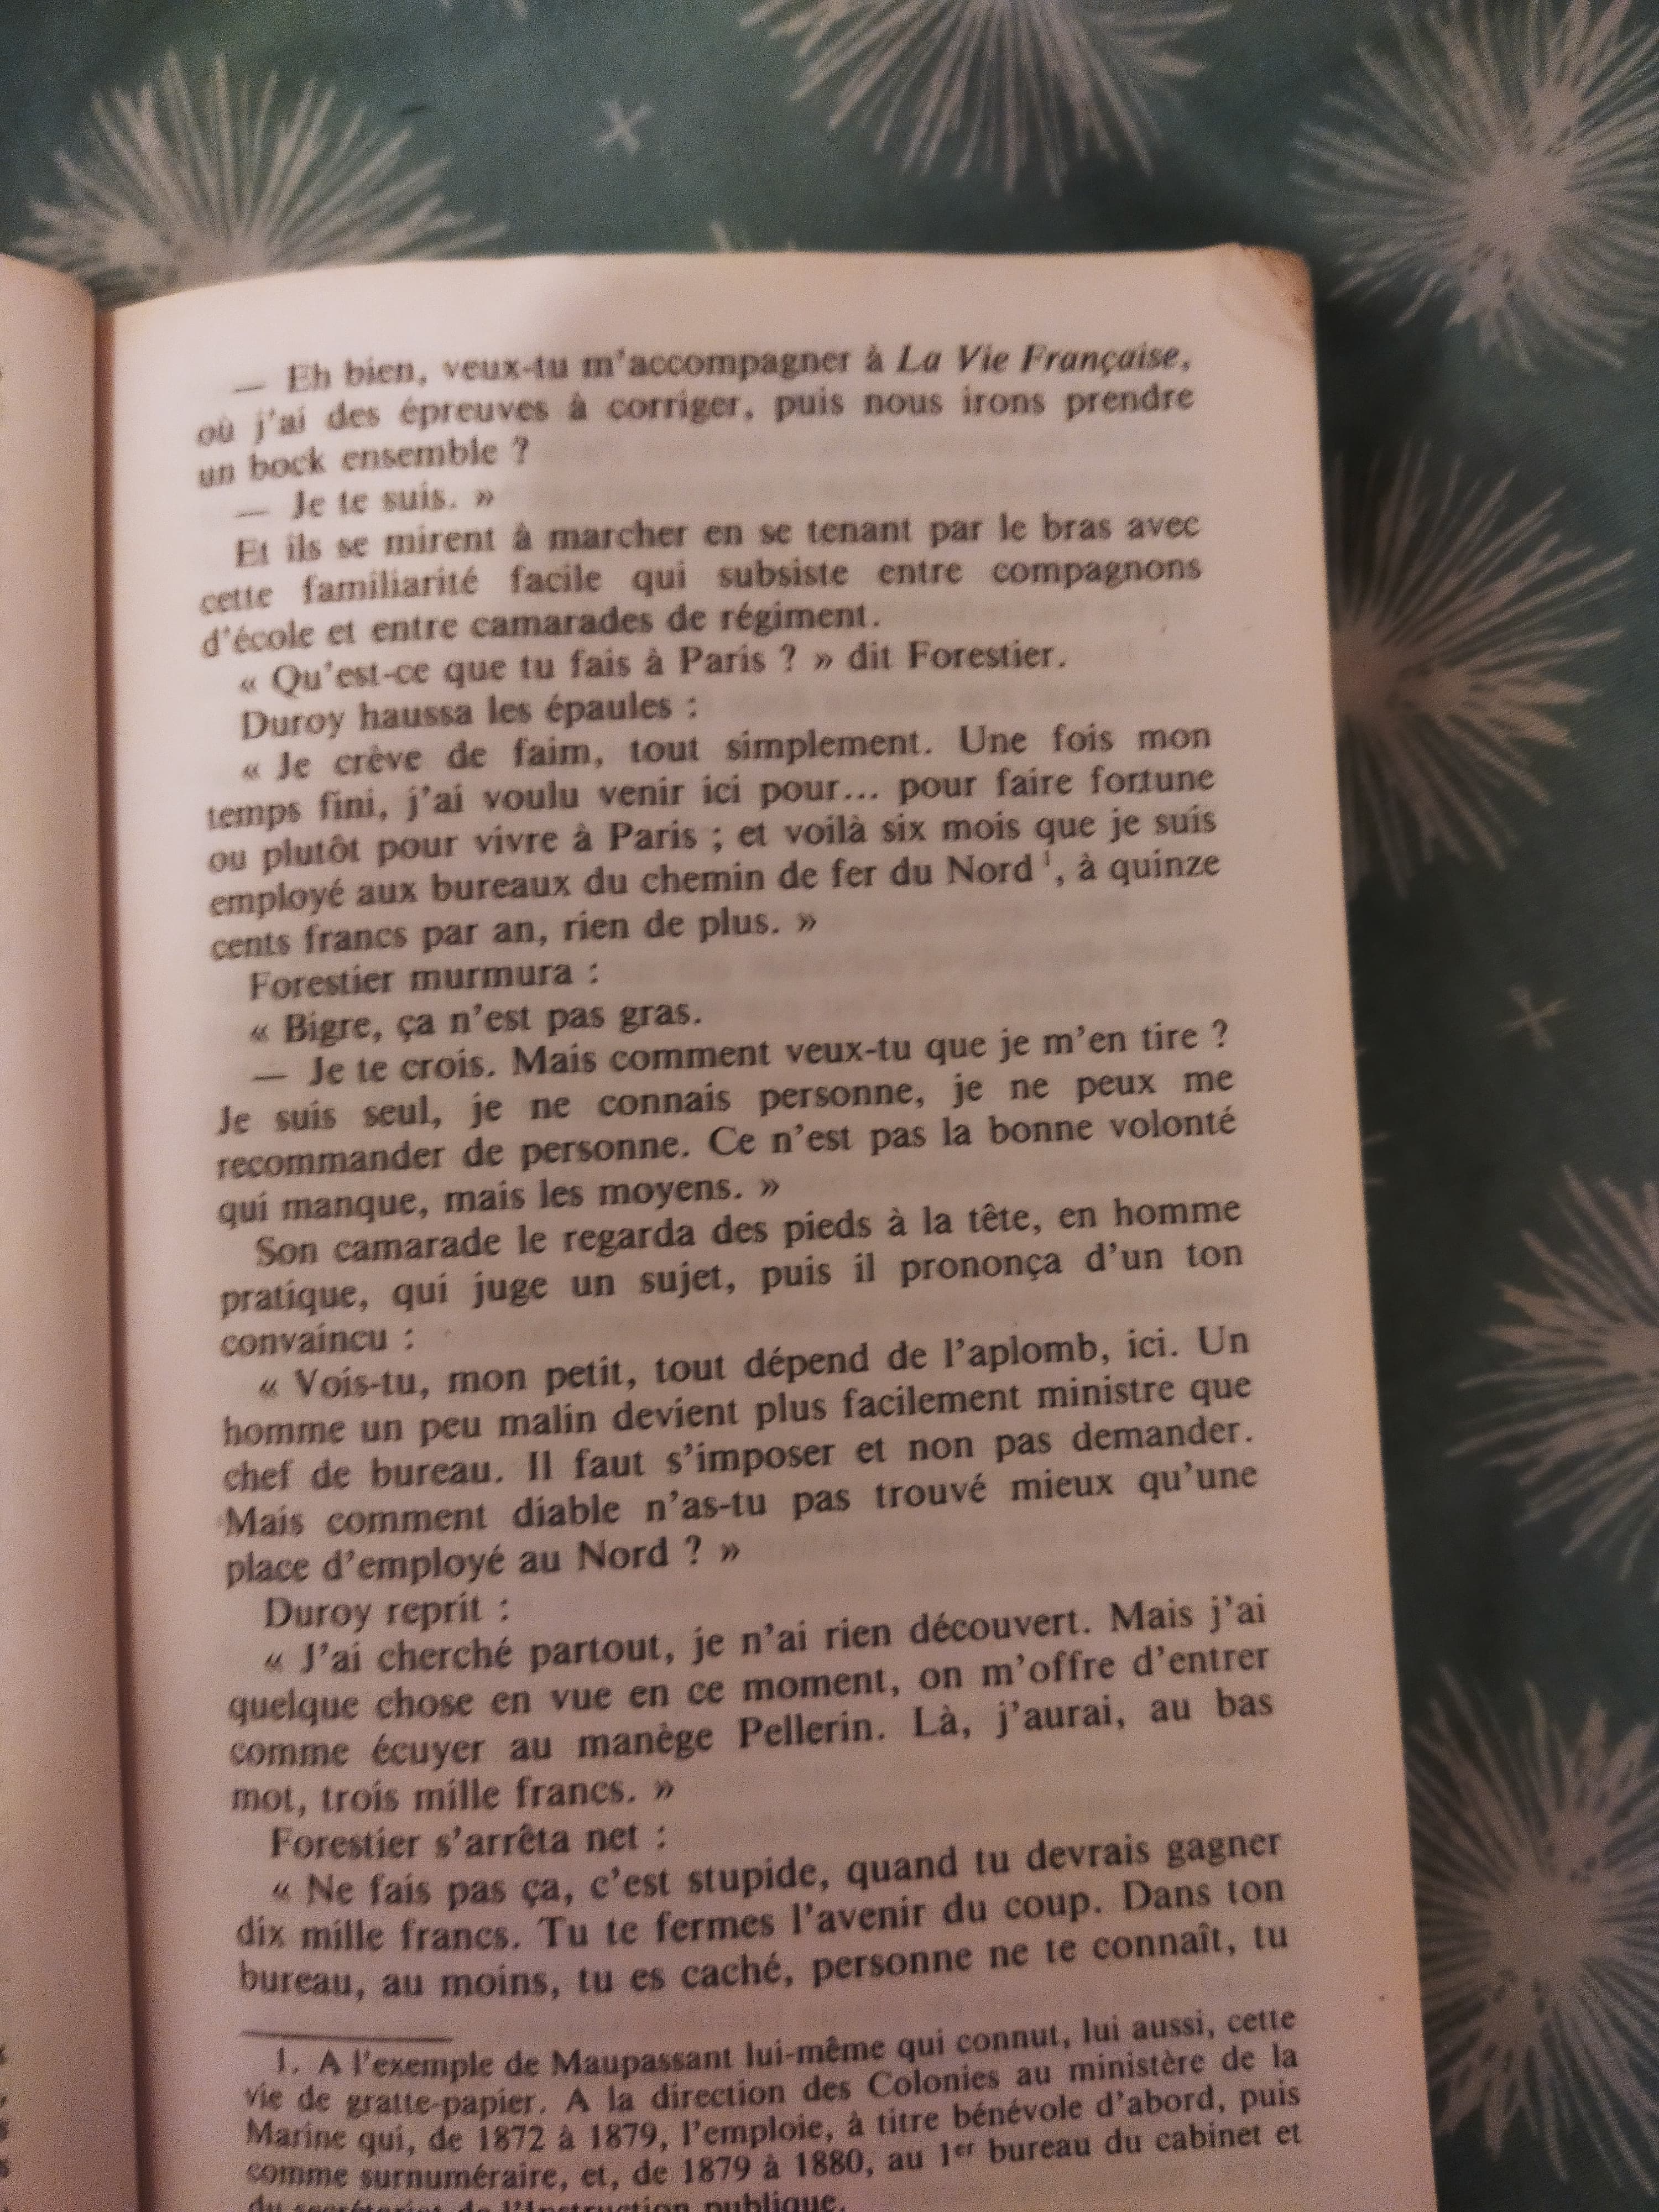 — Eh bien, veux-tu m'accompagner à La Vie Française,
où j'ai des épreuves à corriger, puis nous irons prendre
un bock ensemble ?
— Je te suis. »
Et ils se mirent à marcher en se tenant par le bras avec
cette familiarité facile qui subsiste entre compagnons
d'école et entre camarades de régiment.
« Qu'est-ce que tu fais à Paris ? » dit Forestier.
Duroy haussa les épaules :
« Je crève de faim, tout simplement. Une fois mon
temps fini, j'ai voulu venir ici pour... pour faire fortune
ou plutôt pour vivre à Paris ; et voilà six mois que je suis
employé aux bureaux du chemin de fer du Nord ¹, à quinze
cents francs par an, rien de plus. »
Forestier murmura :
« Bigre, ça n'est pas gras.
— Je te crois. Mais comment veux-tu que je m'en tire ?
Je suis seul, je ne connais personne, je ne peux me
recommander de personne. Ce n'est pas la bonne volonté
qui manque, mais les moyens. »
Son camarade le regarda des pieds à la tête, en homme
pratique, qui juge un sujet, puis il prononça d'un ton
convaincu :
« Vois-tu, mon petit, tout dépend de l'aplomb, ici. Un
homme un peu malin devient plus facilement ministre que
chef de bureau. Il faut s'imposer et non pas demander.
Mais comment diable n'as-tu pas trouvé mieux qu'une
place d'employé au Nord ? »
Duroy reprit :
« J'ai cherché partout, je n'ai rien découvert. Mais j'ai
quelque chose en vue en ce moment, on m'offre d'entrer
comme écuyer au manège Pellerin. Là, j'aurai, au bas
mot, trois mille francs. »
Forestier s'arrêta net :
« Ne fais pas ça, c'est stupide, quand tu devrais gagner
dix mille francs. Tu te fermes l'avenir du coup. Dans ton
bureau, au moins, tu es caché, personne ne te connaît, tu
1. A l'exemple de Maupassant lui-même qui connut, lui aussi, cette
vie de gratte-papier. A la direction des Colonies au ministère de la
Marine qui, de 1872 à 1879, l'emploie, à titre bénévole d'abord, puis
comme surnuméraire, et, de 1879 à 1880, au 1er bureau du cabinet et
du secrétariat de l'Instruction publique.